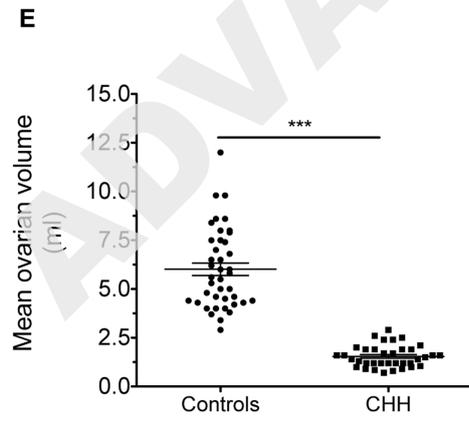 E
Mean ovarian volume
(ml)
15.0
12.5
10.0
7.5
5.0
2.5
0.0
***
Controls
CHH
ADVA